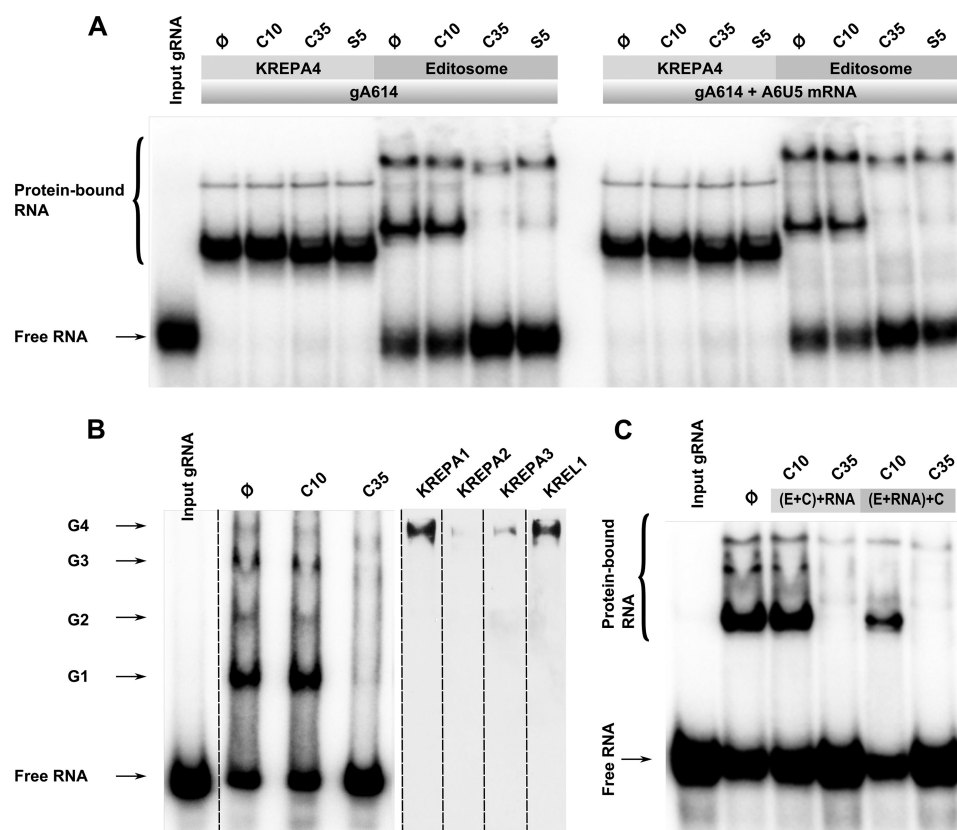 A
Input gRNA
Ø C10 C35 S5 Ø C10 C35 S5
KREPA4 Editosome
gA614
Ø C10 C35 S5 Ø C10 C35 S5
KREPA4 Editosome
gA614 + A6U5 mRNA
Protein-bound
RNA
Free RNA
B
Input gRNA
Ø C10 C35
KREPA1 KREPA2 KREPA3 KREL1
G4
G3
G2
G1
Free RNA
C
Input gRNA
Ø C10 C35 C10 C35
(E+C)+RNA (E+RNA)+C
Protein-bound
RNA
Free RNA